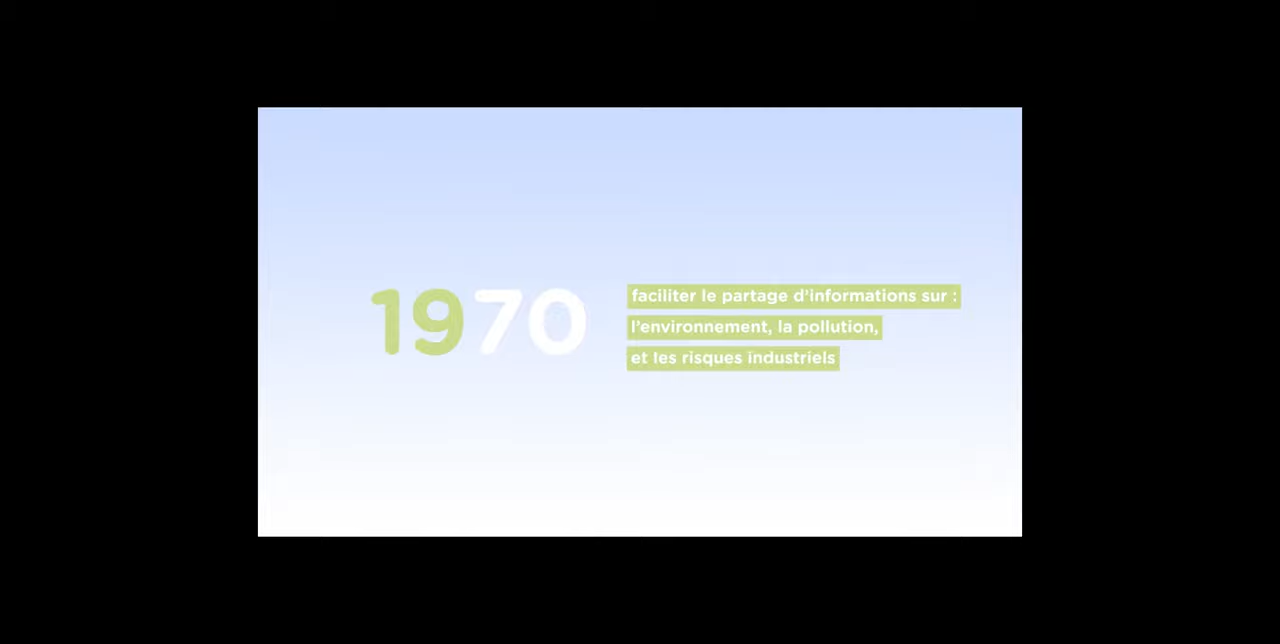 1970
faciliter le partage d'informations sur :
l'environnement, la pollution,
et les risques industriels